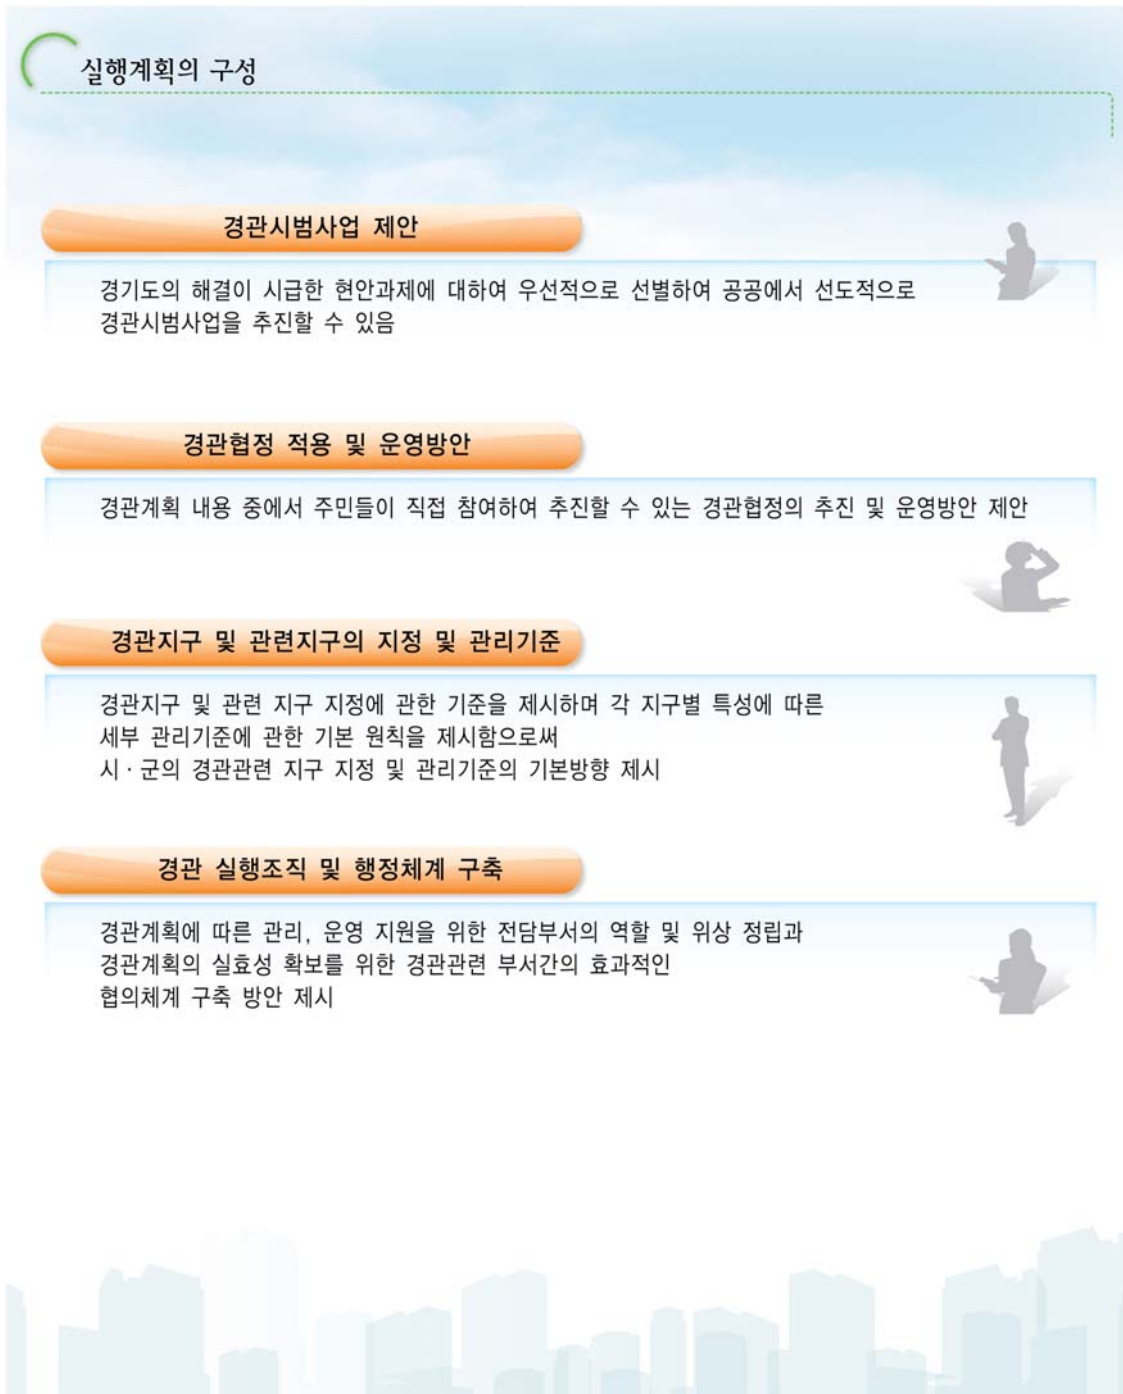 실행계획의 구성
경관시범사업 제안
경기도의 해결이 시급한 현안과제에 대하여 우선적으로 선별하여 공공에서 선도적으로
경관시범사업을 추진할 수 있음
경관협정 적용 및 운영방안
경관계획 내용 중에서 주민들이 직접 참여하여 추진할 수 있는 경관협정의 추진 및 운영방안 제안
경관지구 및 관련지구의 지정 및 관리기준
경관지구 및 관련 지구 지정에 관한 기준을 제시하며 각 지구별 특성에 따른
세부 관리기준에 관한 기본 원칙을 제시함으로써
시 · 군의 경관관련 지구 지정 및 관리기준의 기본방향 제시
경관 실행조직 및 행정체계 구축
경관계획에 따른 관리, 운영 지원을 위한 전담부서의 역할 및 위상 정립과
경관계획의 실효성 확보를 위한 경관관련 부서간의 효과적인
협의체계 구축 방안 제시